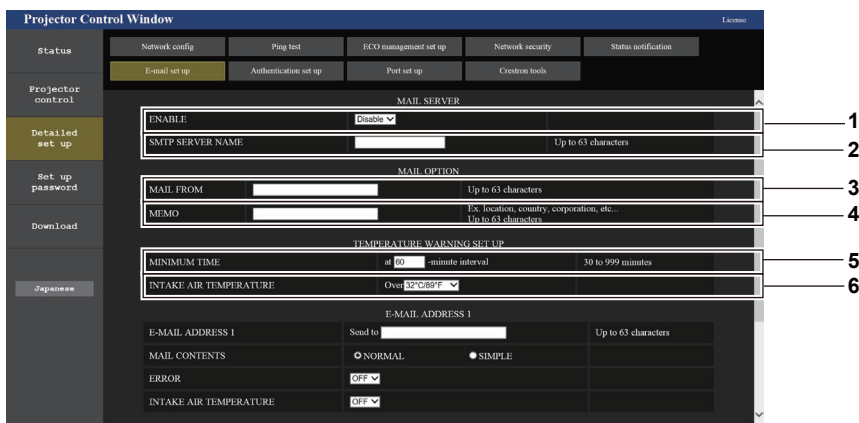 Projector Control Window
License
Status
Projector
control
Detailed
set up
Set up
password
Download
Japanese
Network config
Ping test
ECO management set up
Network security
Status notification
E-mail set up
Authentication set up
Port set up
Crestron tools
MAIL SERVER
ENABLE Disable 1
SMTP SERVER NAME Up to 63 characters 2
MAIL OPTION
MAIL FROM Up to 63 characters 3
MEMO Ex. location, country, corporation, etc...
Up to 63 characters 4
TEMPERATURE WARNING SET UP
MINIMUM TIME at 60 -minute interval 30 to 999 minutes 5
INTAKE AIR TEMPERATURE Over 32°C/89°F 6
E-MAIL ADDRESS 1
E-MAIL ADDRESS 1 Send to Up to 63 characters
MAIL CONTENTS NORMAL SIMPLE
ERROR OFF
INTAKE AIR TEMPERATURE OFF